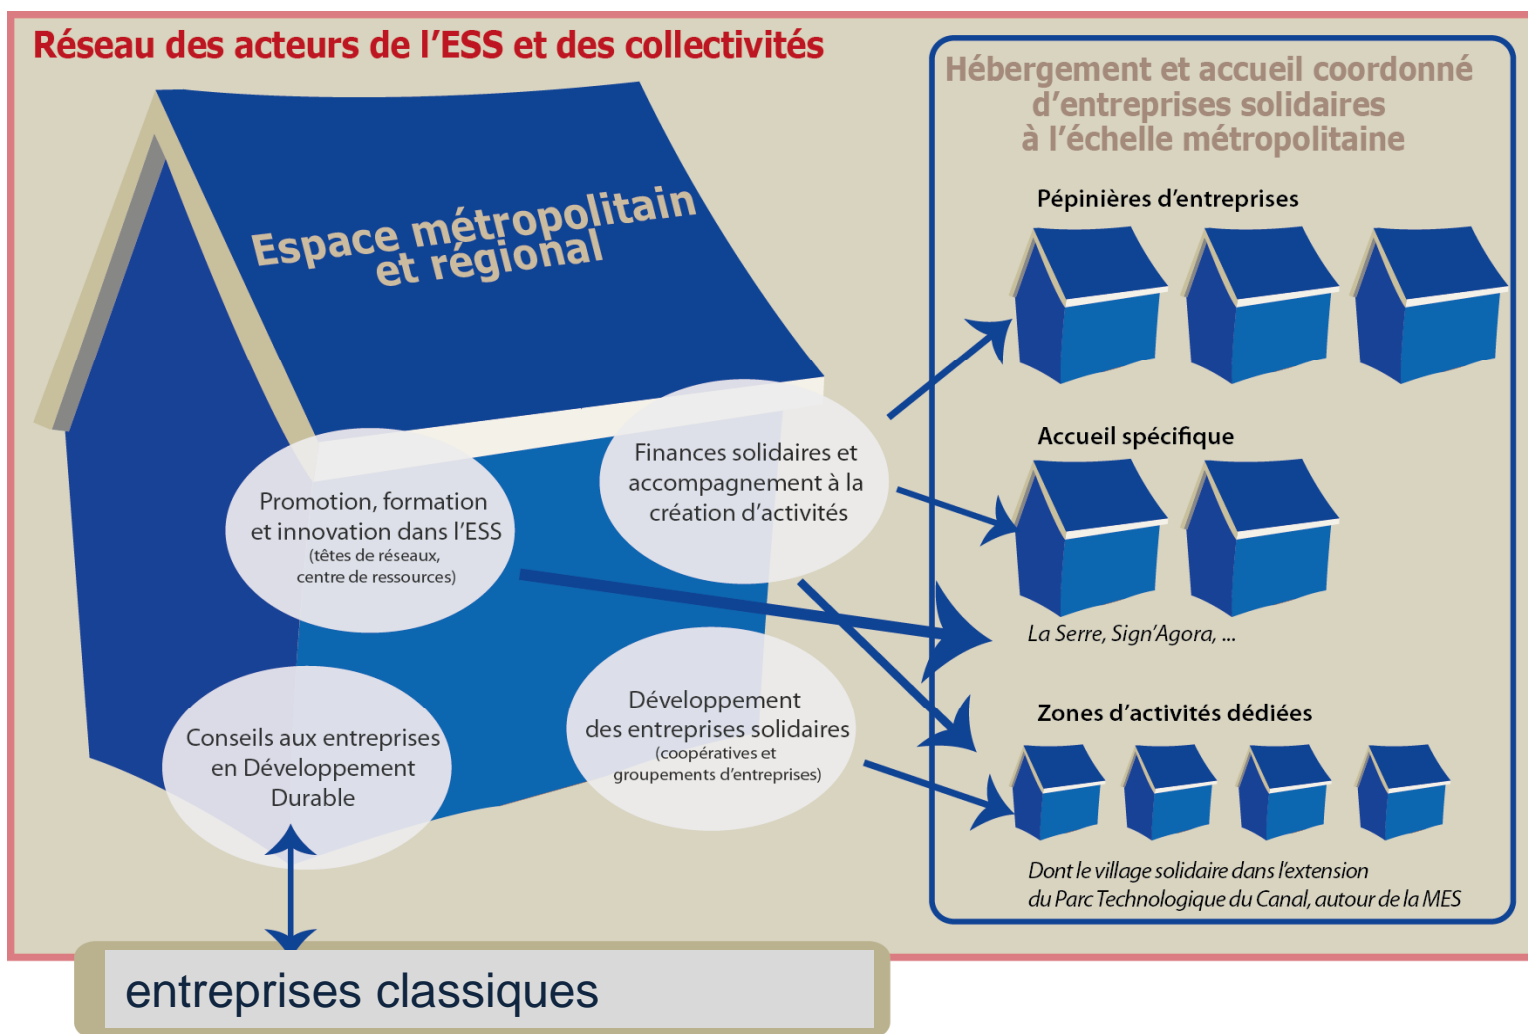 Réseau des acteurs de l'ESS et des collectivités
Espace métropolitain
et régional
Promotion, formation
et innovation dans l'ESS
(têtes de réseaux,
centre de ressources)
Finances solidaires et
accompagnement à la
création d'activités
Conseils aux entreprises
en Développement
Durable
Développement
des entreprises solidaires
(coopératives et
groupements d'entreprises)
entreprises classiques
Hébergement et accueil coordonné
d'entreprises solidaires
à l'échelle métropolitaine
Pépinières d'entreprises
Accueil spécifique
La Serre, Sign'Agora, ...
Zones d'activités dédiées
Dont le village solidaire dans l'extension
du Parc Technologique du Canal, autour de la MES